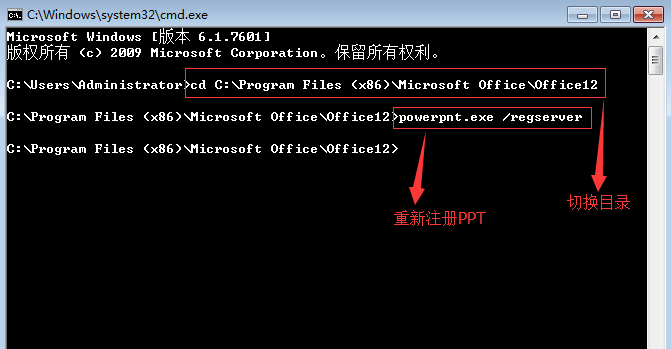 C:\Windows\system32\cmd.exe
Microsoft Windows [版本 6.1.7601]
版权所有 (c) 2009 Microsoft Corporation。保留所有权利。
C:\Users\Administrator>cd C:\Program Files (x86)\Microsoft Office\Office12
C:\Program Files (x86)\Microsoft Office\Office12>powerpnt.exe /regserver
C:\Program Files (x86)\Microsoft Office\Office12>
切换目录
重新注册PPT